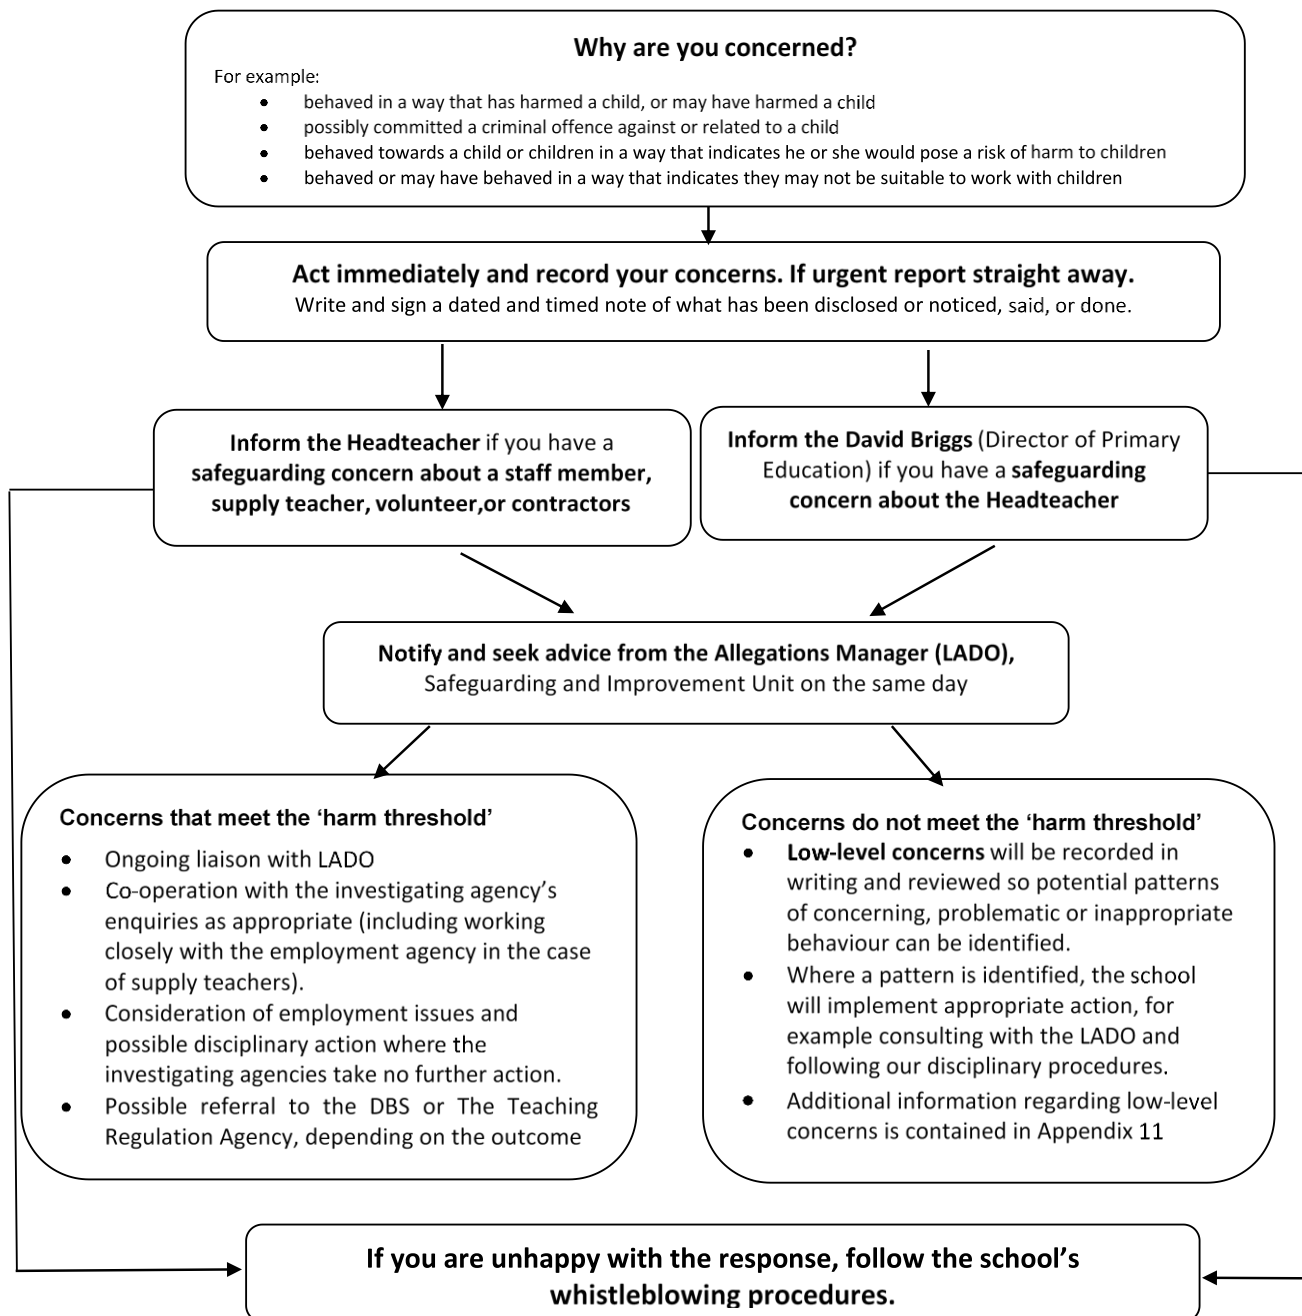 Why are you concerned?
For example:
• behaved in a way that has harmed a child, or may have harmed a child
• possibly committed a criminal offence against or related to a child
• behaved towards a child or children in a way that indicates he or she would pose a risk of harm to children
• behaved or may have behaved in a way that indicates they may not be suitable to work with children
Act immediately and record your concerns. If urgent report straight away.
Write and sign a dated and timed note of what has been disclosed or noticed, said, or done.
Inform the Headteacher if you have a
safeguarding concern about a staff member,
supply teacher, volunteer,or contractors
Inform the David Briggs (Director of Primary
Education) if you have a safeguarding
concern about the Headteacher
Notify and seek advice from the Allegations Manager (LADO),
Safeguarding and Improvement Unit on the same day
Concerns that meet the ‘harm threshold’
• Ongoing liaison with LADO
• Co-operation with the investigating agency’s
enquiries as appropriate (including working
closely with the employment agency in the case
of supply teachers).
• Consideration of employment issues and
possible disciplinary action where the
investigating agencies take no further action.
• Possible referral to the DBS or The Teaching
Regulation Agency, depending on the outcome
Concerns do not meet the ‘harm threshold’
• Low-level concerns will be recorded in
writing and reviewed so potential patterns
of concerning, problematic or inappropriate
behaviour can be identified.
• Where a pattern is identified, the school
will implement appropriate action, for
example consulting with the LADO and
following our disciplinary procedures.
• Additional information regarding low-level
concerns is contained in Appendix 11
If you are unhappy with the response, follow the school’s
whistleblowing procedures.